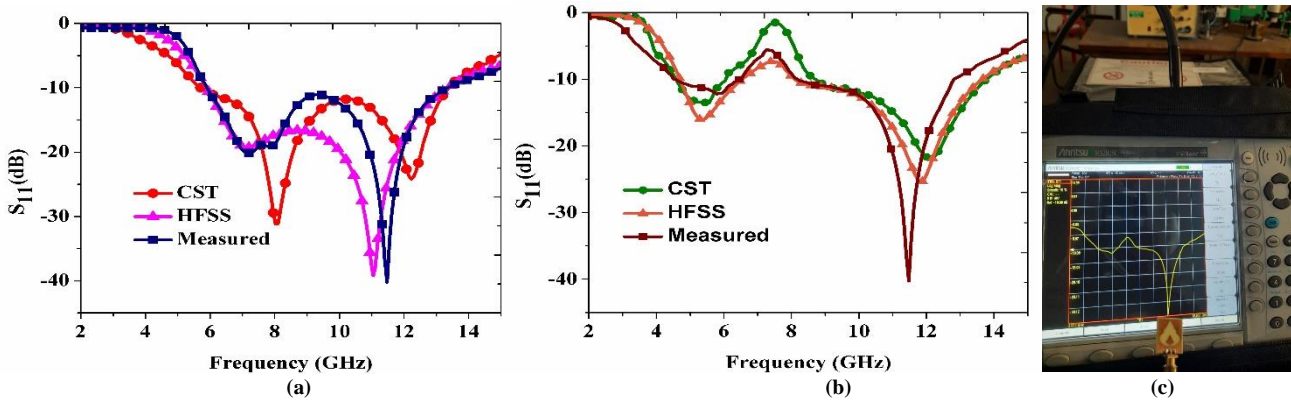 0
-10
-20
-30
-40
S11(dB)
CST
HFSS
Measured
2 4 6 8 10 12 14
Frequency (GHz)
(a)
0
-10
-20
-30
-40
S11(dB)
CST
HFSS
Measured
2 4 6 8 10 12 14
Frequency (GHz)
(b)
Anritsu
(c)